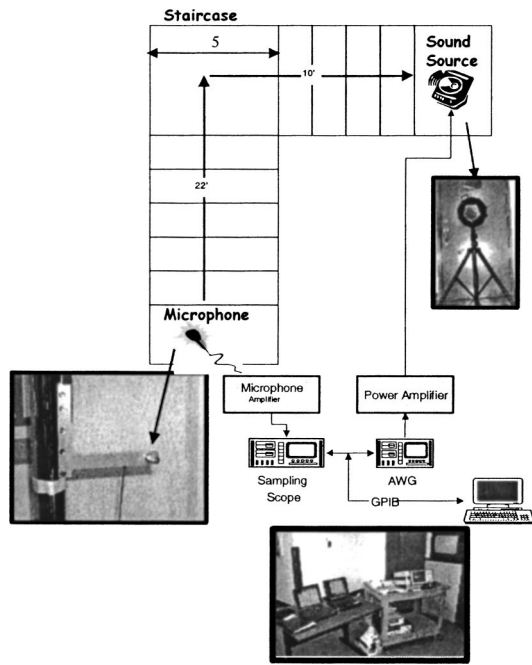 Staircase
5
Sound
Source
10'
22'
Microphone
Microphone
Amplifier
Power Amplifier
Sampling
Scope
AWG
GPIB